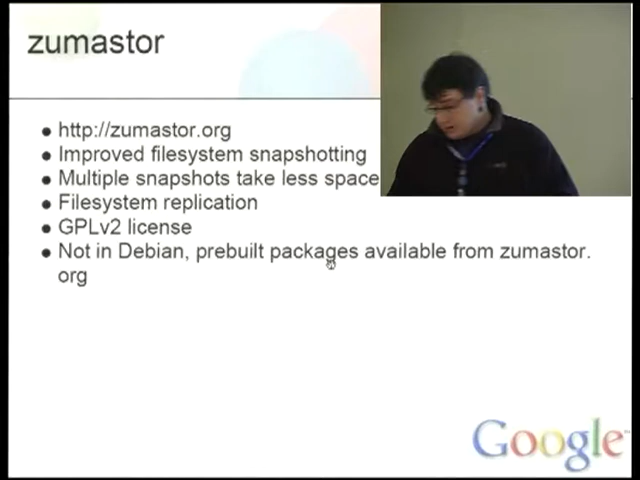 zumastor
http://zumastor.org
Improved filesystem snapshotting
Multiple snapshots take less space
Filesystem replication
GPLv2 license
Not in Debian, prebuilt packages available from zumastor.
org
Google